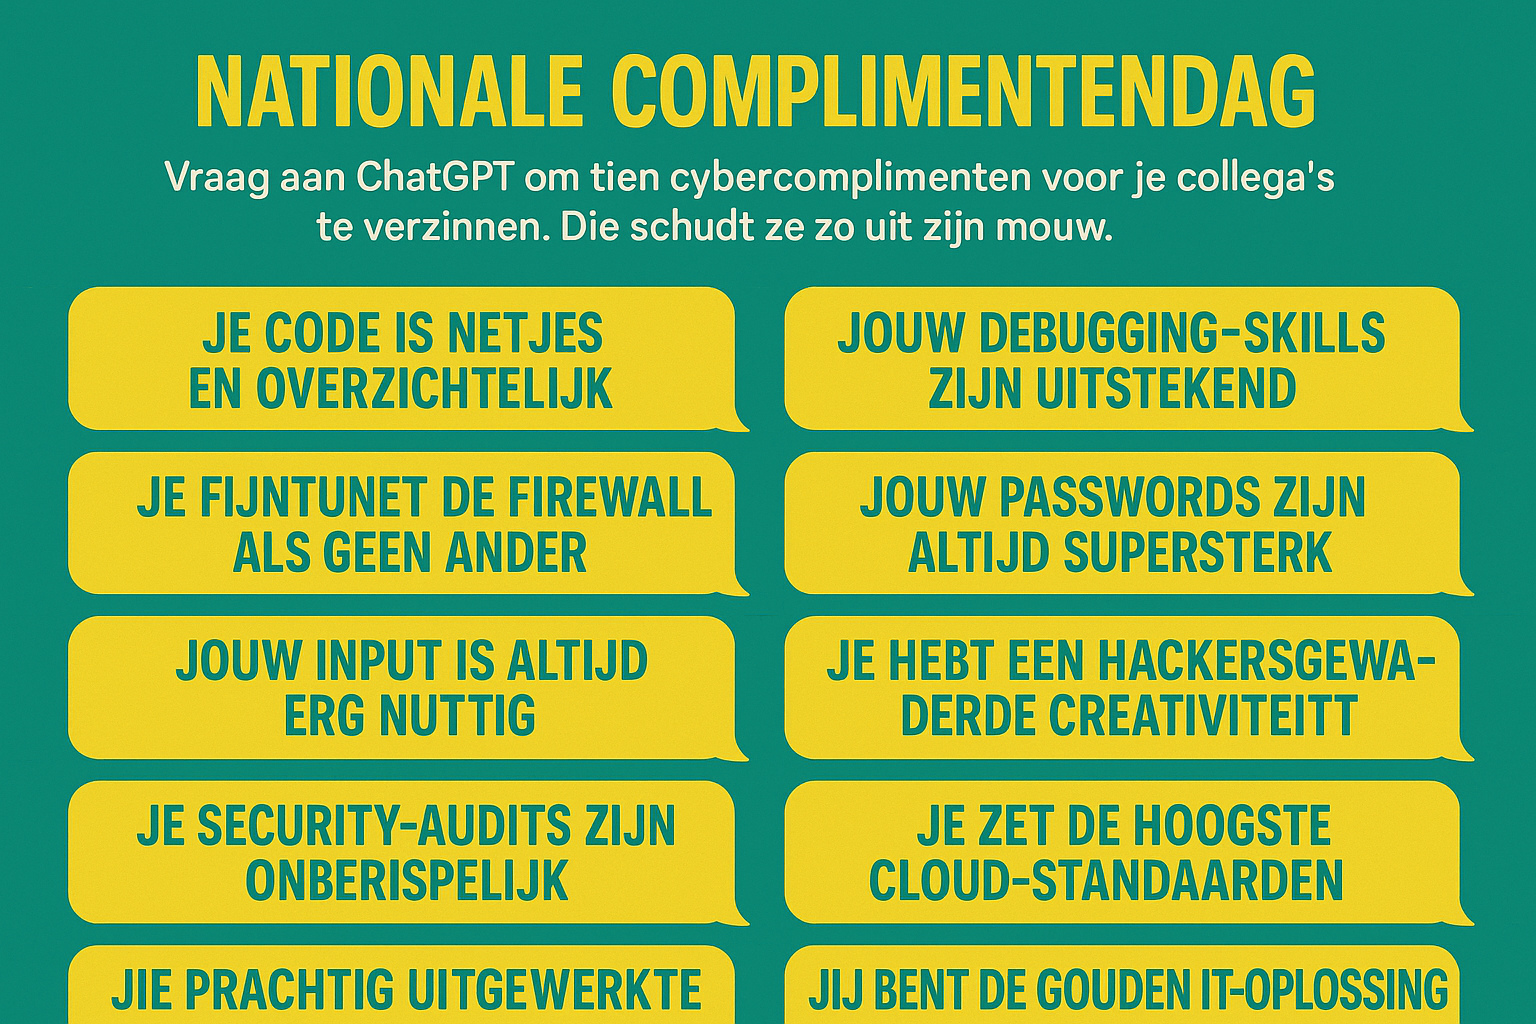 NATIONALE COMPLIMENTENDAG
Vraag aan ChatGPT om tien cybercomplimenten voor je collega's
te verzinnen. Die schudt ze zo uit zijn mouw.
JE CODE IS NETJES
EN OVERZICHTELIJK
JOUW DEBUGGING-SKILLS
ZIJN UITSTEKEND
JE FIJNTUNET DE FIREWALL
ALS GEEN ANDER
JOUW PASSWORDS ZIJN
ALTIJD SUPERSTERK
JOUW INPUT IS ALTIJD
ERG NUTTIG
JE HEBT EEN HACKERSGEWA-
DERDE CREATIVITEITT
JE SECURITY-AUDITS ZIJN
ONBERISPELIJK
JE ZET DE HOOGSTE
CLOUD-STANDAARDEN
JIE PRACHTIG UITGEWERKTE
JIJ BENT DE GOUDEN IT-OPLOSSING